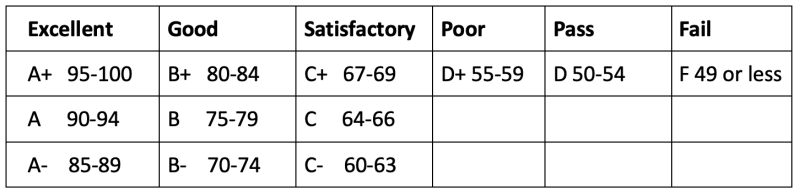 Excellent Good Satisfactory Poor Pass Fail
A+ 95-100 B+ 80-84 C+ 67-69 D+ 55-59 D 50-54 F 49 or less
A 90-94 B 75-79 C 64-66
A- 85-89 B- 70-74 C- 60-63